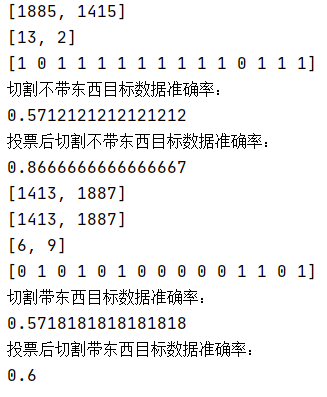 [1885, 1415]
[13, 2]
[1 0 1 1 1 1 1 1 1 1 1 0 1 1 1]
切割不带东西目标数据准确率：
0.5712121212121212
投票后切割不带东西目标数据准确率：
0.8666666666666667
[1413, 1887]
[1413, 1887]
[6, 9]
[0 1 0 1 0 1 0 0 0 0 0 1 1 0 1]
切割带东西目标数据准确率：
0.5718181818181818
投票后切割带东西目标数据准确率：
0.6